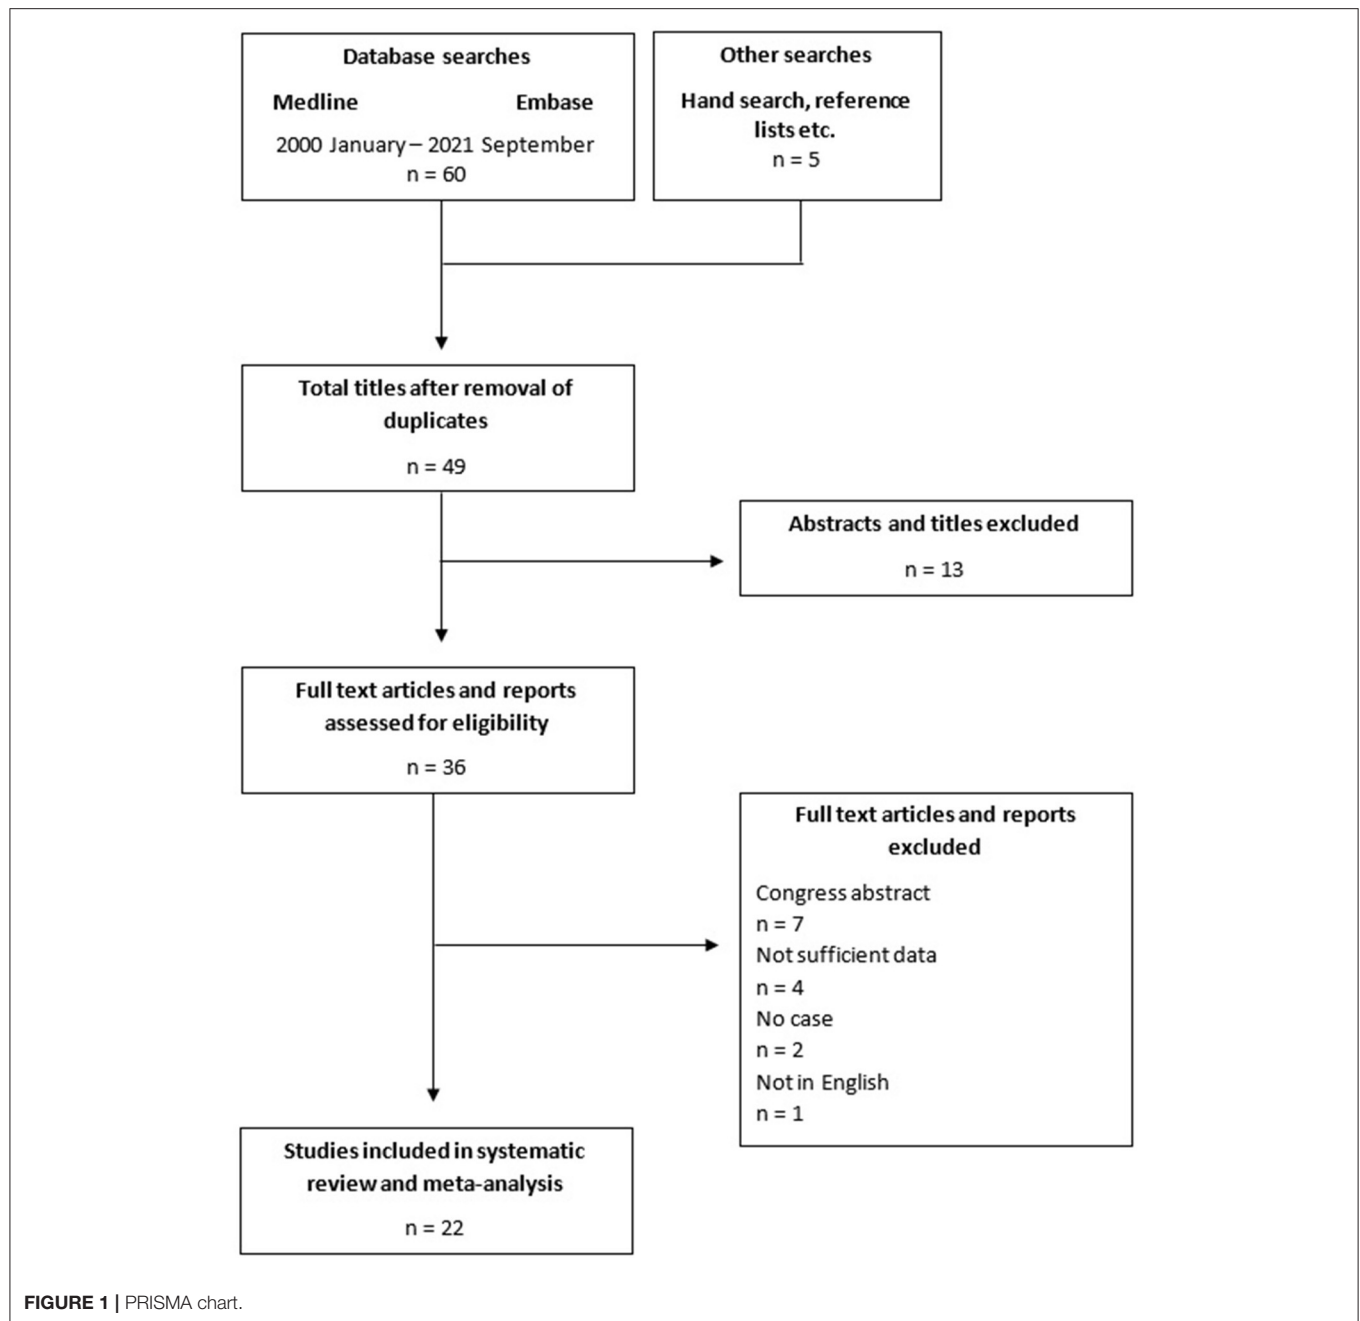 Database searches
Medline Embase
2000 January – 2021 September
n = 60
Other searches
Hand search, reference
lists etc.
n = 5
Total titles after removal of
duplicates
n = 49
Abstracts and titles excluded
n = 13
Full text articles and reports
assessed for eligibility
n = 36
Full text articles and reports
excluded
Congress abstract
n = 7
Not sufficient data
n = 4
No case
n = 2
Not in English
n = 1
Studies included in systematic
review and meta-analysis
n = 22
FIGURE 1 | PRISMA chart.